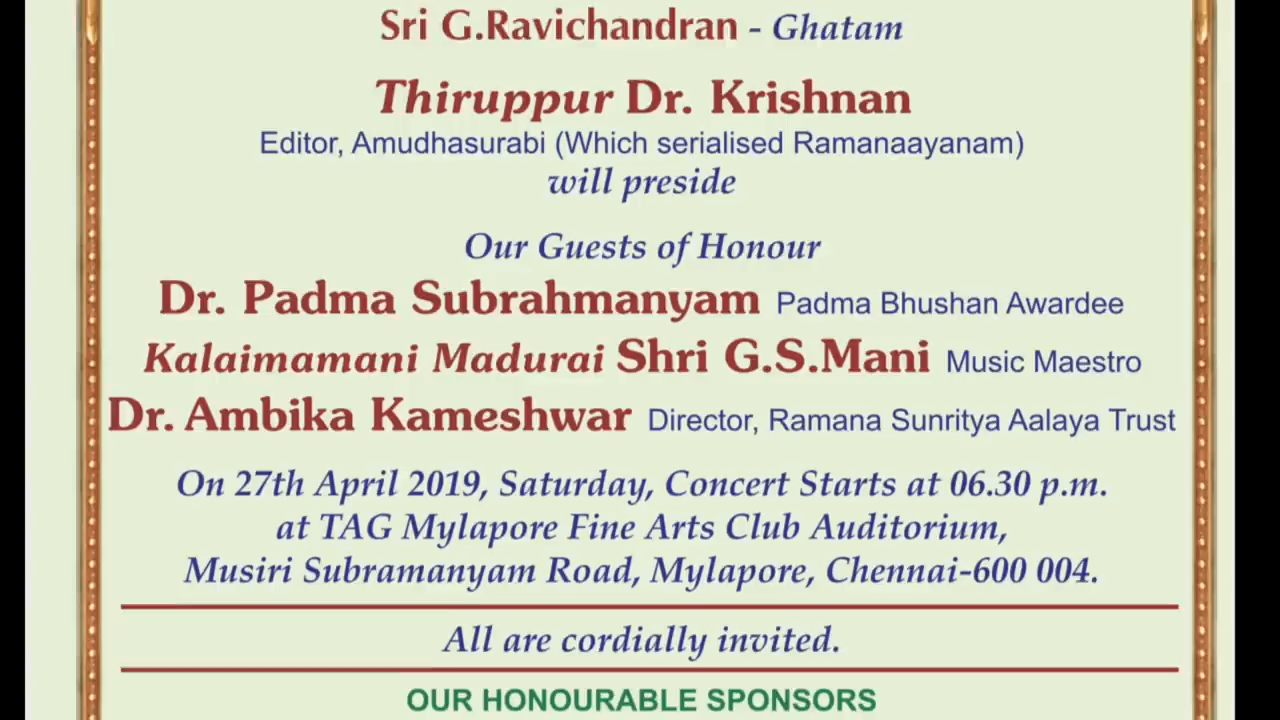 Sri G.Ravichandran - Ghatam
Thiruppur Dr. Krishnan
Editor, Amudhasurabi (Which serialised Ramanaayanam)
will preside
Our Guests of Honour
Dr. Padma Subrahmanyam Padma Bhushan Awardee
Kalaimamani Madurai Shri G.S.Mani Music Maestro
Dr. Ambika Kameshwar Director, Ramana Sunritya Aalaya Trust
On 27th April 2019, Saturday, Concert Starts at 06.30 p.m.
at TAG Mylapore Fine Arts Club Auditorium,
Musiri Subramanyam Road, Mylapore, Chennai-600 004.
All are cordially invited.
OUR HONOURABLE SPONSORS